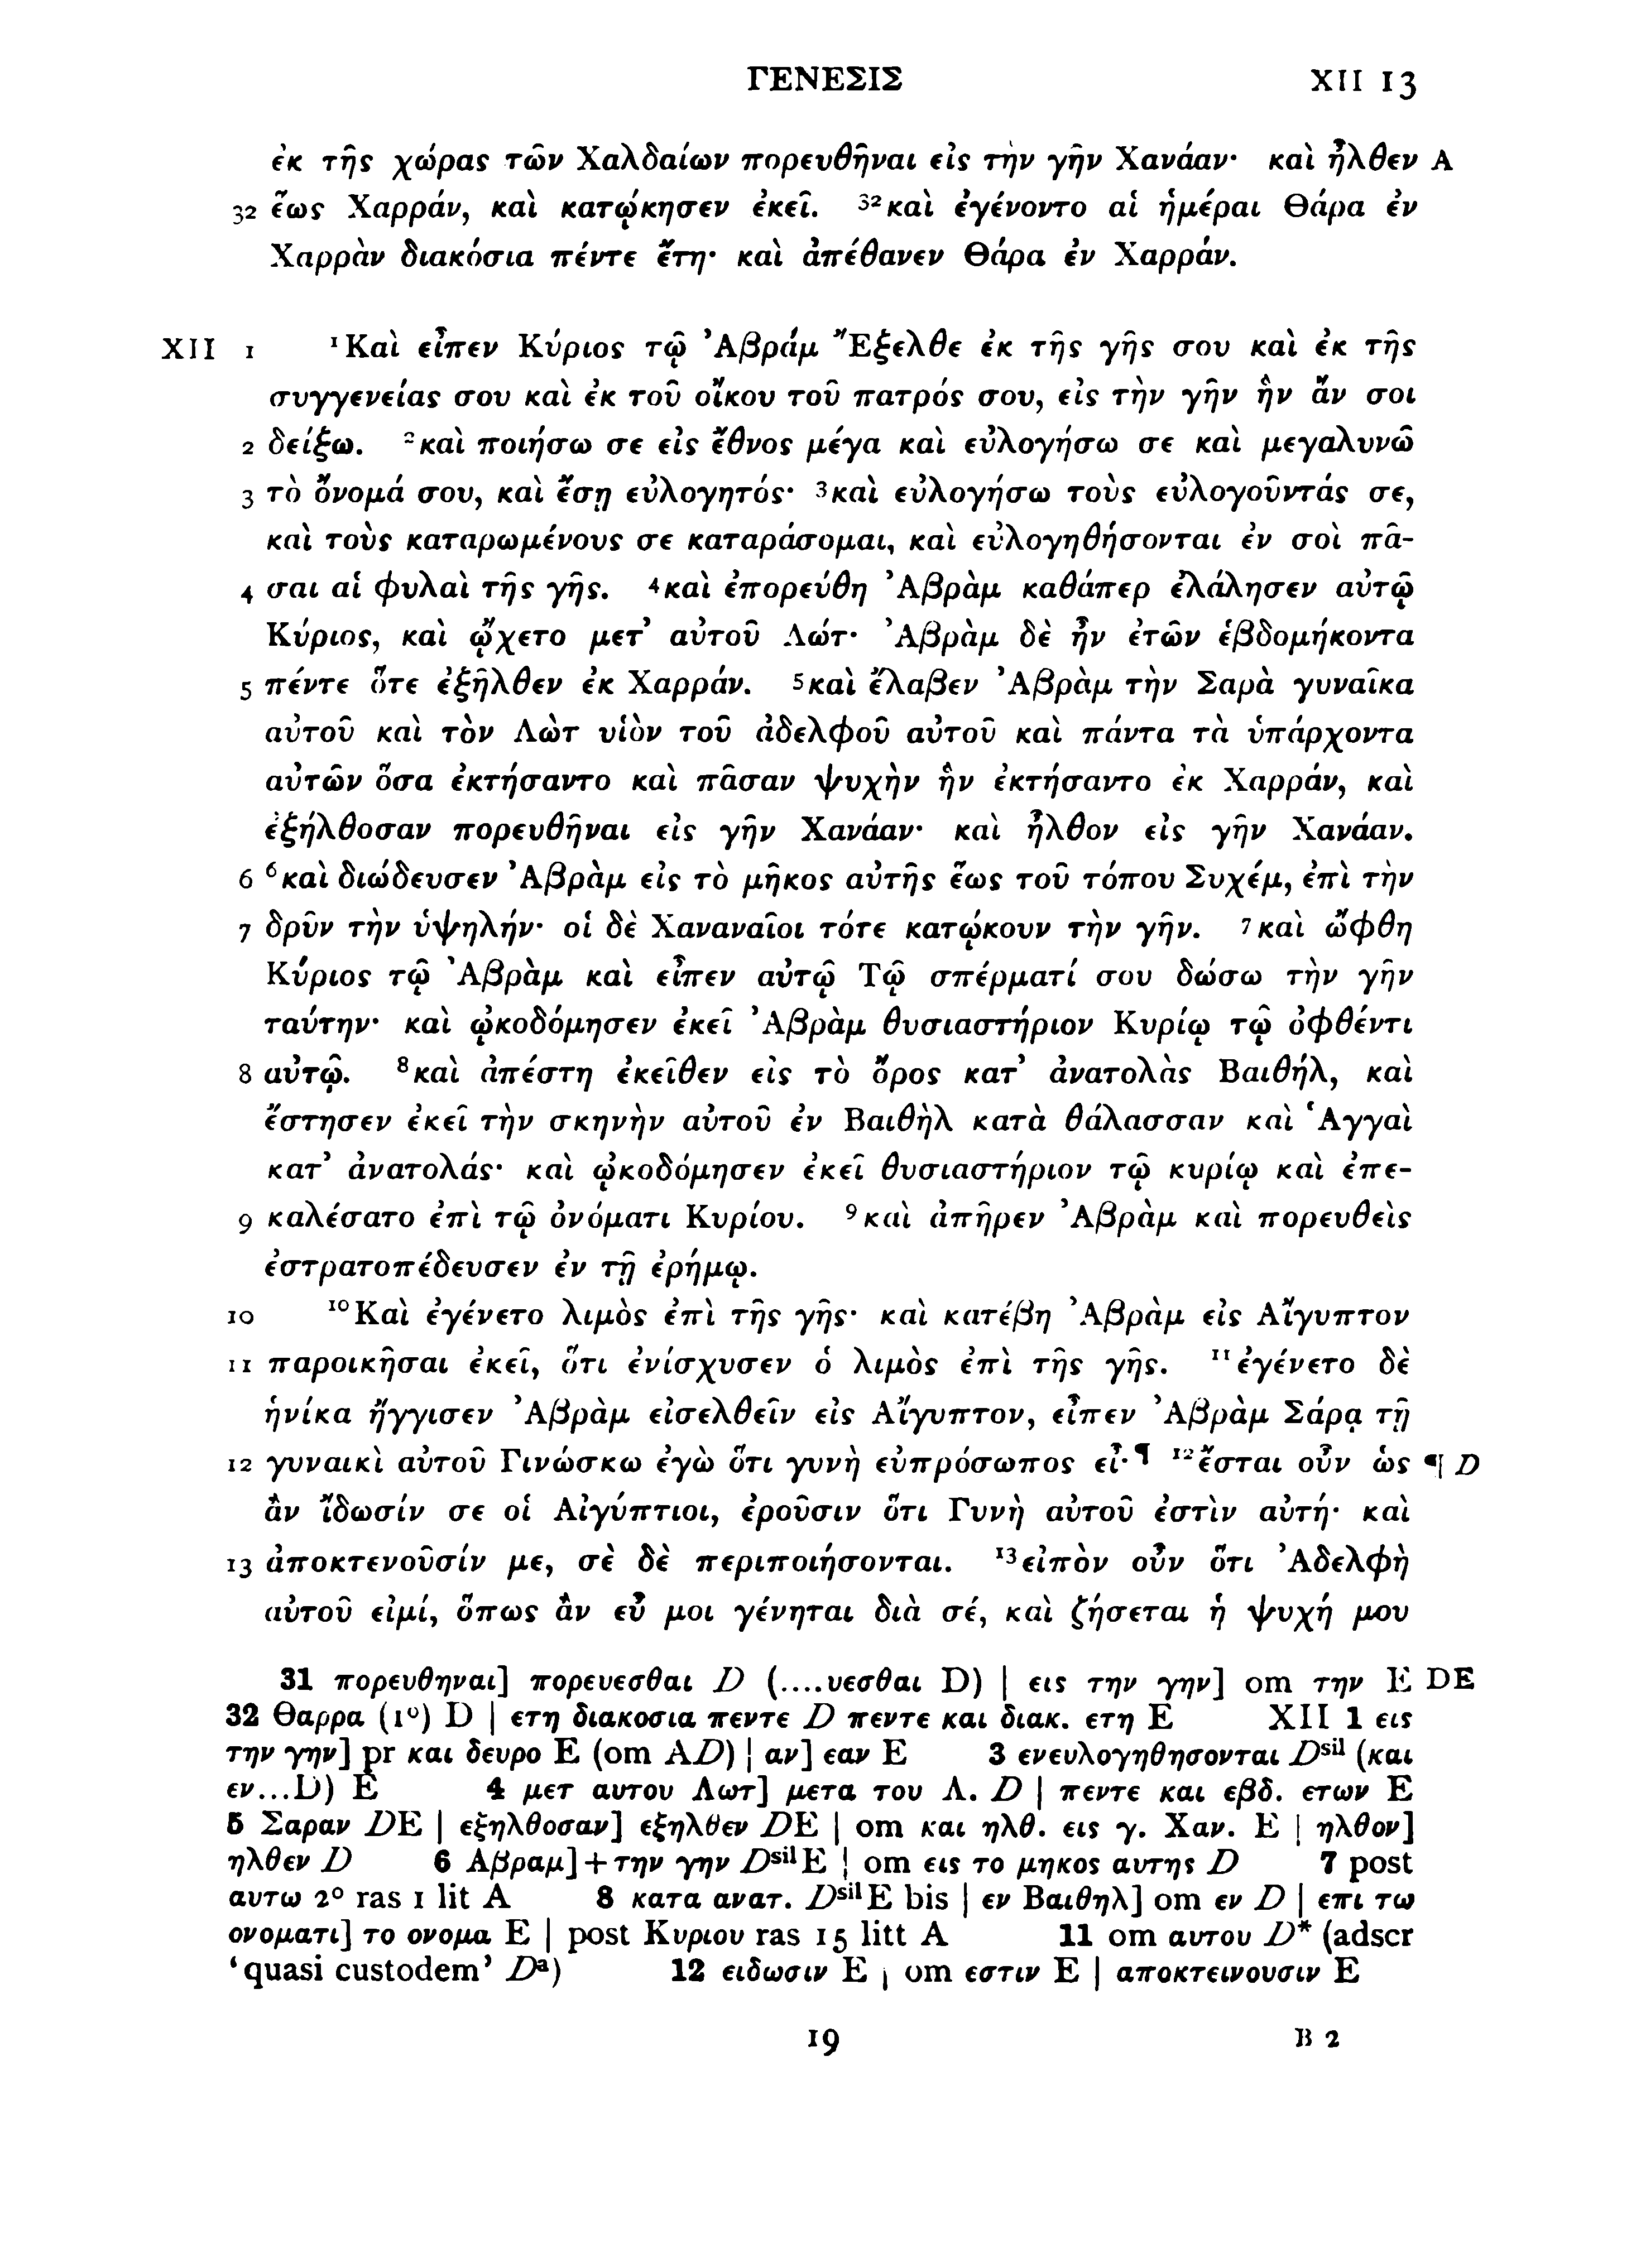 ΓΕΝΕΣΙΣ XII 13
ἐκ τῆς χώρας τῶν Χαλδαίων πορευθῆναι εἰς τὴν γῆν Χανάαν· καὶ ἦλθεν A
32 ἕως Χαρράν, καὶ κατῴκησεν ἐκεῖ. ³²καὶ ἐγένοντο αἱ ἡμέραι Θάρα ἐν
Χαρρὰν διακόσια πέντε ἔτη· καὶ ἀπέθανεν Θάρα ἐν Χαρράν.
XII 1 ¹Καὶ εἶπεν Κύριος τῷ Ἀβράμ Ἔξελθε ἐκ τῆς γῆς σου καὶ ἐκ τῆς
συγγενείας σου καὶ ἐκ τοῦ οἴκου τοῦ πατρός σου, εἰς τὴν γῆν ἣν ἄν σοι
2 δείξω. ²καὶ ποιήσω σε εἰς ἔθνος μέγα καὶ εὐλογήσω σε καὶ μεγαλυνῶ
3 τὸ ὄνομά σου, καὶ ἔσῃ εὐλογητός· ³καὶ εὐλογήσω τοὺς εὐλογοῦντάς σε,
καὶ τοὺς καταρωμένους σε καταράσομαι, καὶ εὐλογηθήσονται ἐν σοὶ πᾶ-
4 σαι αἱ φυλαὶ τῆς γῆς. ⁴καὶ ἐπορεύθη Ἀβρὰμ καθάπερ ἐλάλησεν αὐτῷ
Κύριος, καὶ ᾤχετο μετ’ αὐτοῦ Λώτ· Ἀβρὰμ δὲ ἦν ἐτῶν ἑβδομήκοντα
5 πέντε ὅτε ἐξῆλθεν ἐκ Χαρράν. ⁵καὶ ἔλαβεν Ἀβρὰμ τὴν Σαρὰ γυναῖκα
αὐτοῦ καὶ τὸν Λὼτ υἱὸν τοῦ ἀδελφοῦ αὐτοῦ καὶ πάντα τὰ ὑπάρχοντα
αὐτῶν ὅσα ἐκτήσαντο καὶ πᾶσαν ψυχὴν ἣν ἐκτήσαντο ἐκ Χαρράν, καὶ
ἐξήλθοσαν πορευθῆναι εἰς γῆν Χανάαν· καὶ ἦλθον εἰς γῆν Χανάαν.
6 ⁶καὶ διώδευσεν Ἀβρὰμ εἰς τὸ μῆκος αὐτῆς ἕως τοῦ τόπου Συχέμ, ἐπὶ τὴν
7 δρῦν τὴν ὑψηλήν· οἱ δὲ Χαναναῖοι τότε κατῴκουν τὴν γῆν. ⁷καὶ ὤφθη
Κύριος τῷ Ἀβρὰμ καὶ εἶπεν αὐτῷ Τῷ σπέρματί σου δώσω τὴν γῆν
ταύτην· καὶ ᾠκοδόμησεν ἐκεῖ Ἀβρὰμ θυσιαστήριον Κυρίῳ τῷ ὀφθέντι
8 αὐτῷ. ⁸καὶ ἀπέστη ἐκεῖθεν εἰς τὸ ὄρος κατ’ ἀνατολὰς Βαιθήλ, καὶ
ἔστησεν ἐκεῖ τὴν σκηνὴν αὐτοῦ ἐν Βαιθὴλ κατὰ θάλασσαν καὶ Ἁγγαὶ
κατ’ ἀνατολάς· καὶ ᾠκοδόμησεν ἐκεῖ θυσιαστήριον τῷ κυρίῳ καὶ ἐπε-
9 καλέσατο ἐπὶ τῷ ὀνόματι Κυρίου. ⁹καὶ ἀπῆρεν Ἀβρὰμ καὶ πορευθεὶς
ἐστρατοπέδευσεν ἐν τῇ ἐρήμῳ.
10 ¹⁰Καὶ ἐγένετο λιμὸς ἐπὶ τῆς γῆς· καὶ κατέβη Ἀβρὰμ εἰς Αἴγυπτον
11 παροικῆσαι ἐκεῖ, ὅτι ἐνίσχυσεν ὁ λιμὸς ἐπὶ τῆς γῆς. ¹¹ἐγένετο δὲ
ἡνίκα ἤγγισεν Ἀβρὰμ εἰσελθεῖν εἰς Αἴγυπτον, εἶπεν Ἀβρὰμ Σάρᾳ τῇ
12 γυναικὶ αὐτοῦ Γινώσκω ἐγὼ ὅτι γυνὴ εὐπρόσωπος εἶ·¶ ¹²ἔσται οὖν ὡς ¶ D
ἂν ἴδωσίν σε οἱ Αἰγύπτιοι, ἐροῦσιν ὅτι Γυνὴ αὐτοῦ ἐστὶν αὐτή· καὶ
13 ἀποκτενοῦσίν με, σὲ δὲ περιποιήσονται. ¹³εἰπὸν οὖν ὅτι Ἀδελφὴ
αὐτοῦ εἰμί, ὅπως ἂν εὖ μοι γένηται διὰ σέ, καὶ ζήσεται ἡ ψυχή μου
31 πορευθηναι] πορευεσθαι D (....υεσθαι D) | εις την γην] om την E DE
32 Θαρρα (1°) D | ετη διακοσια πεντε D πεντε και διακ. ετη E XII 1 εις
την γην] pr και δευρο E (om AD) | αν] εαν E 3 ενευλογηθησονται Dsil (και
εν...D) E 4 μετ αυτου Λωτ] μετα του Λ. D | πεντε και εβδ. ετων E
5 Σαραν DE | εξηλθοσαν] εξηλθεν DE | om και ηλθ. εις γ. Χαν. E | ηλθον]
ηλθεν D 6 Αβραμ]+την γην Dsil E | om εις το μηκος αυτης D 7 post
αυτω 2° ras 1 lit A 8 κατα ανατ. Dsil E bis | εν Βαιθηλ] om εν D | επι τω
ονοματι] το ονομα E | post Κυριου ras 15 litt A 11 om αυτου D* (adscr
‘quasi custodem’ Dᵃ) 12 ειδωσιν E | om εστιν E | αποκτεινουσιν E
19 B 2